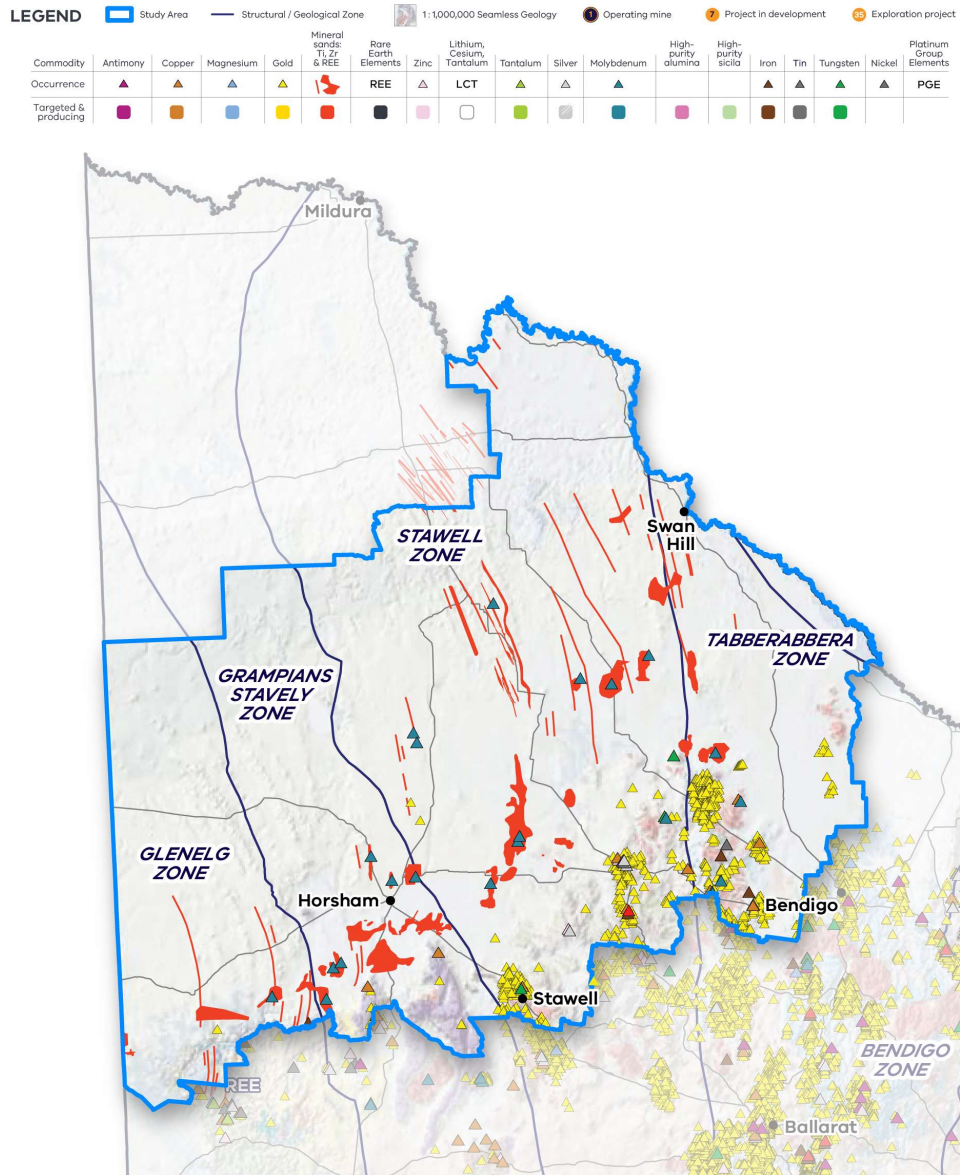 LEGEND
Study Area
Structural / Geological Zone
1 : 1,000,000 Seamless Geology
1
Operating mine
7
Project in development
35
Exploration project
Commodity
Antimony
Copper
Magnesium
Gold
Mineral
sands:
Ti, Zr
& REE
Rare
Earth
Elements
Zinc
Lithium,
Cesium,
Tantalum
Tantalum
Silver
Molybdenum
High-
purity
alumina
High-
purity
sicila
Iron
Tin
Tungsten
Nickel
Platinum
Group
Elements
Occurrence
REE
LCT
PGE
Targeted &
producing
Mildura
STAWELL
ZONE
Swan
Hill
TABBERABBERA
ZONE
GRAMPIANS
STAVELY
ZONE
GLENELG
ZONE
Horsham
Bendigo
Stawell
BENDIGO
ZONE
REE
Ballarat